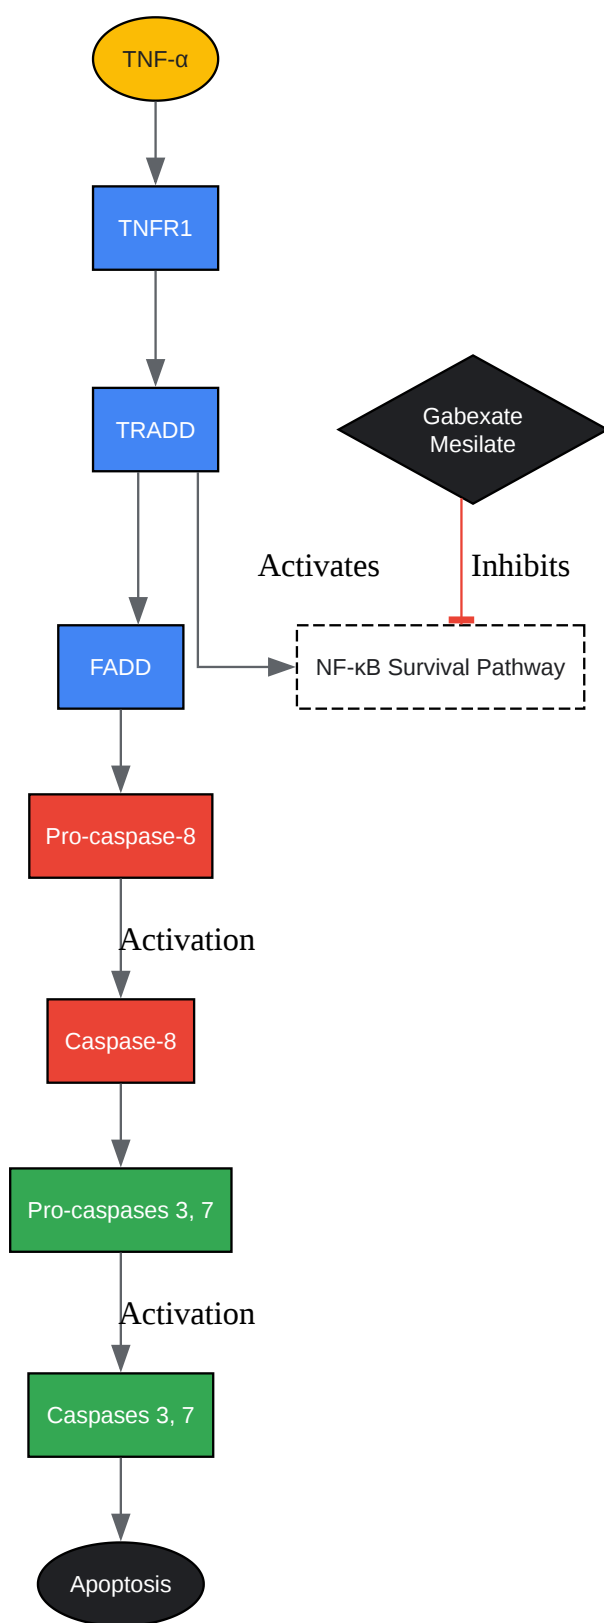 TNF-α
TNFR1
TRADD
Gabexate
Mesilate
Activates
Inhibits
FADD
NF-κB Survival Pathway
Pro-caspase-8
Activation
Caspase-8
Pro-caspases 3, 7
Activation
Caspases 3, 7
Apoptosis